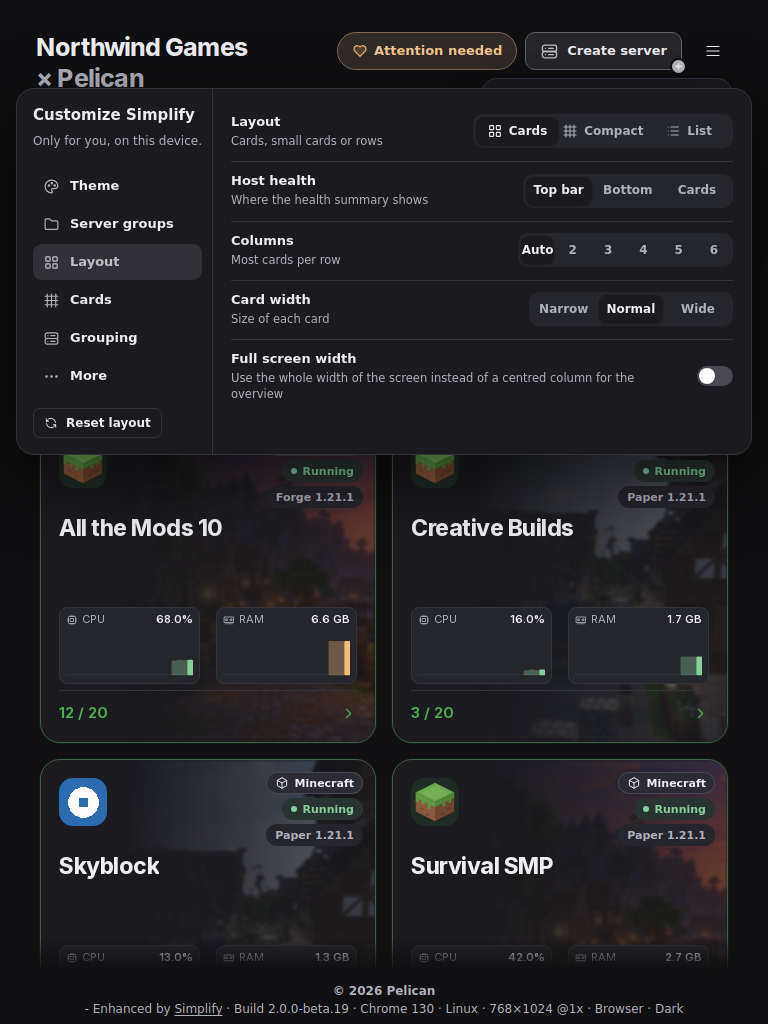 Northwind Games
× Pelican
Attention needed
Create server
Customize Simplify
Only for you, on this device.
Theme
Server groups
Layout
Cards
Grouping
More
Reset layout
Layout
Cards, small cards or rows
Cards
Compact
List
Host health
Where the health summary shows
Top bar
Bottom
Cards
Columns
Most cards per row
Auto
2
3
4
5
6
Card width
Size of each card
Narrow
Normal
Wide
Full screen width
Use the whole width of the screen instead of a centred column for the
overview
Running
Forge 1.21.1
All the Mods 10
CPU
68.0%
RAM
6.6 GB
12 / 20
Running
Paper 1.21.1
Creative Builds
CPU
16.0%
RAM
1.7 GB
3 / 20
Minecraft
Running
Paper 1.21.1
Skyblock
CPU
13.0%
RAM
1.3 GB
Minecraft
Running
Paper 1.21.1
Survival SMP
CPU
42.0%
RAM
2.7 GB
© 2026 Pelican
- Enhanced by Simplify · Build 2.0.0-beta.19 · Chrome 130 · Linux · 768×1024 @1x · Browser · Dark